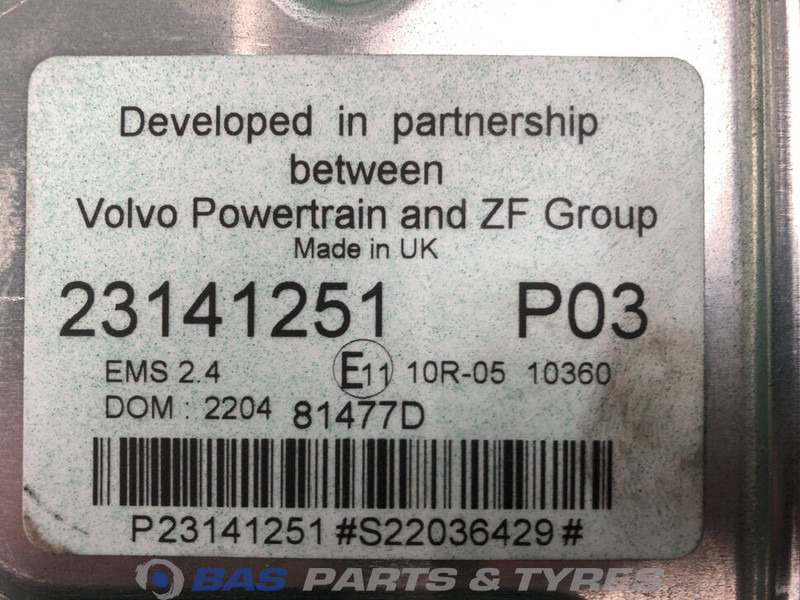 Developed in partnership
between
Volvo Powertrain and ZF Group
Made in UK
23141251 P03
EMS 2.4 E11 10R-05 10360
DOM : 2204 81477D
P23141251#S22036429#
BAS PARTS & TYRES